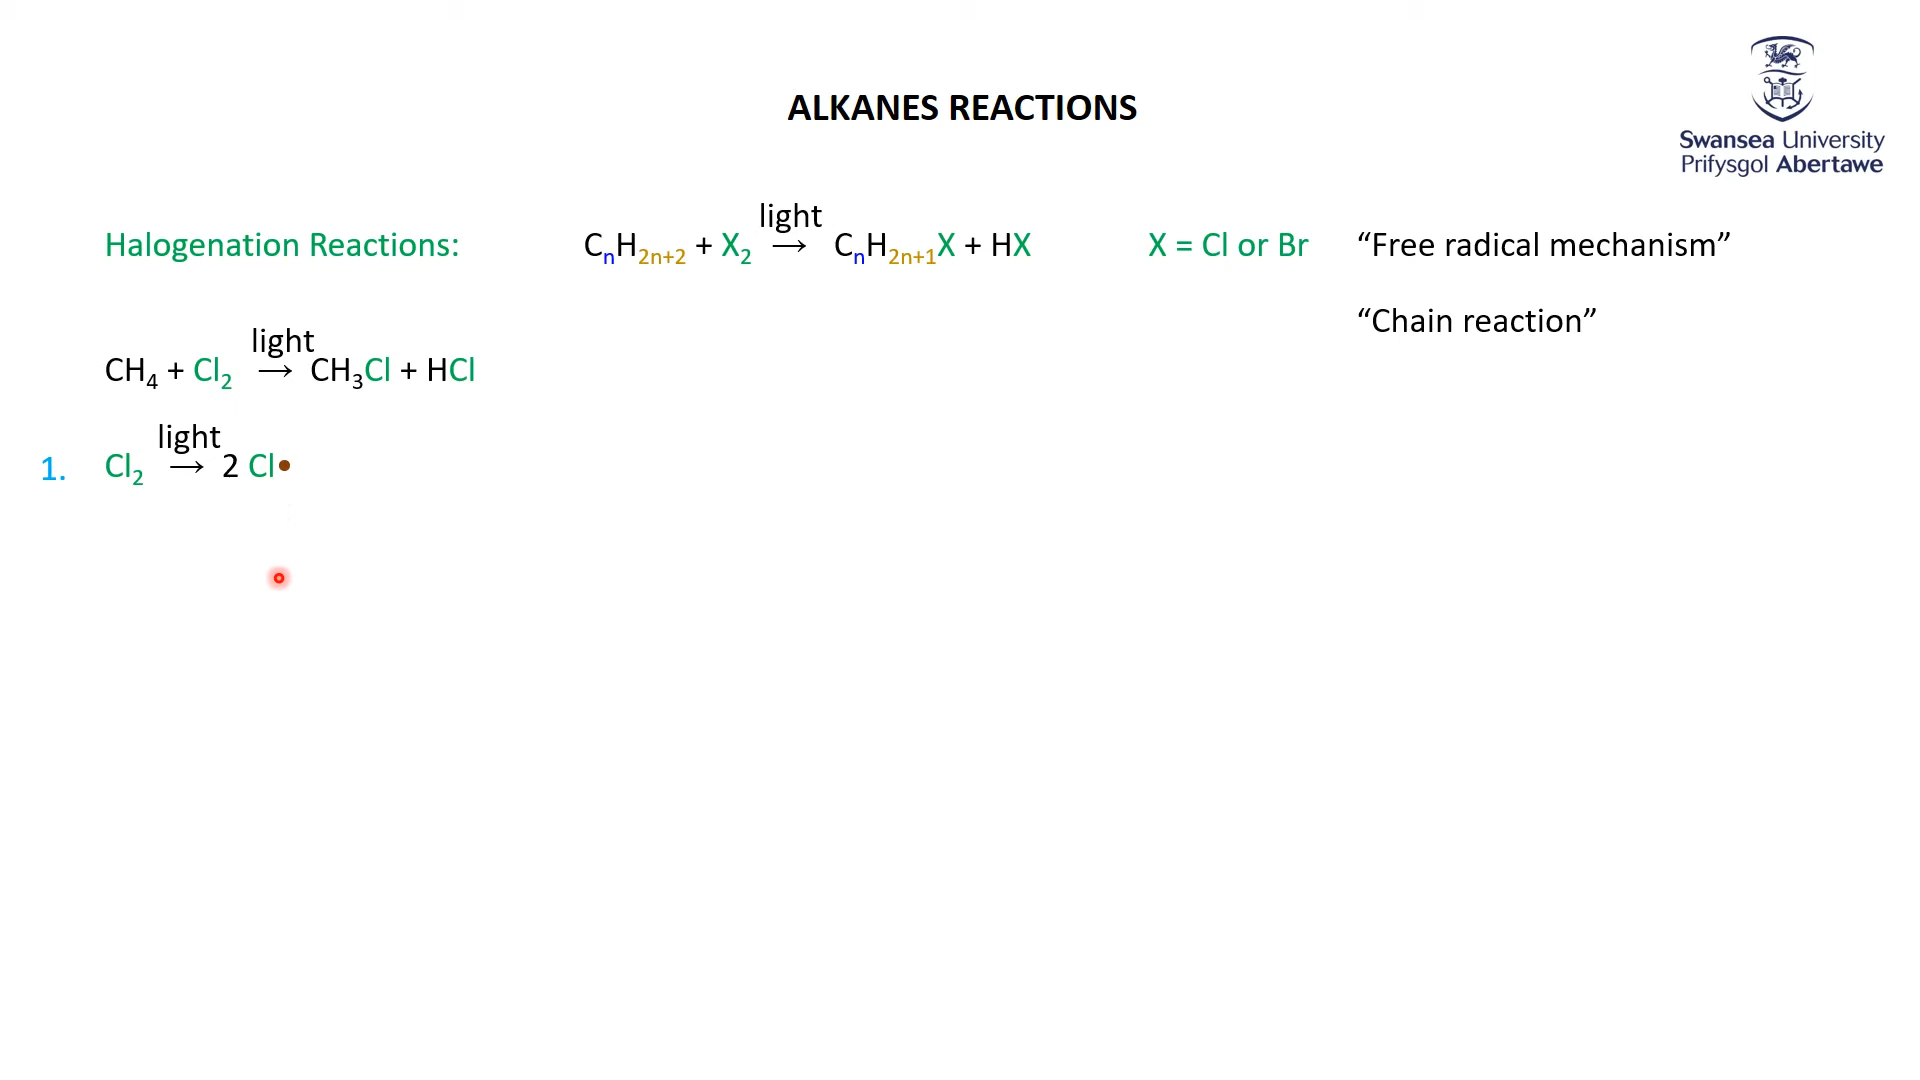 ALKANES REACTIONS
Swansea University
Prifysgol Abertawe
light
Halogenation Reactions: CₙH₂ₙ₊₂ + X₂ → CₙH₂ₙ₊₁X + HX X = Cl or Br “Free radical mechanism”
“Chain reaction”
light
CH₄ + Cl₂ → CH₃Cl + HCl
light
1. Cl₂ → 2 Cl•